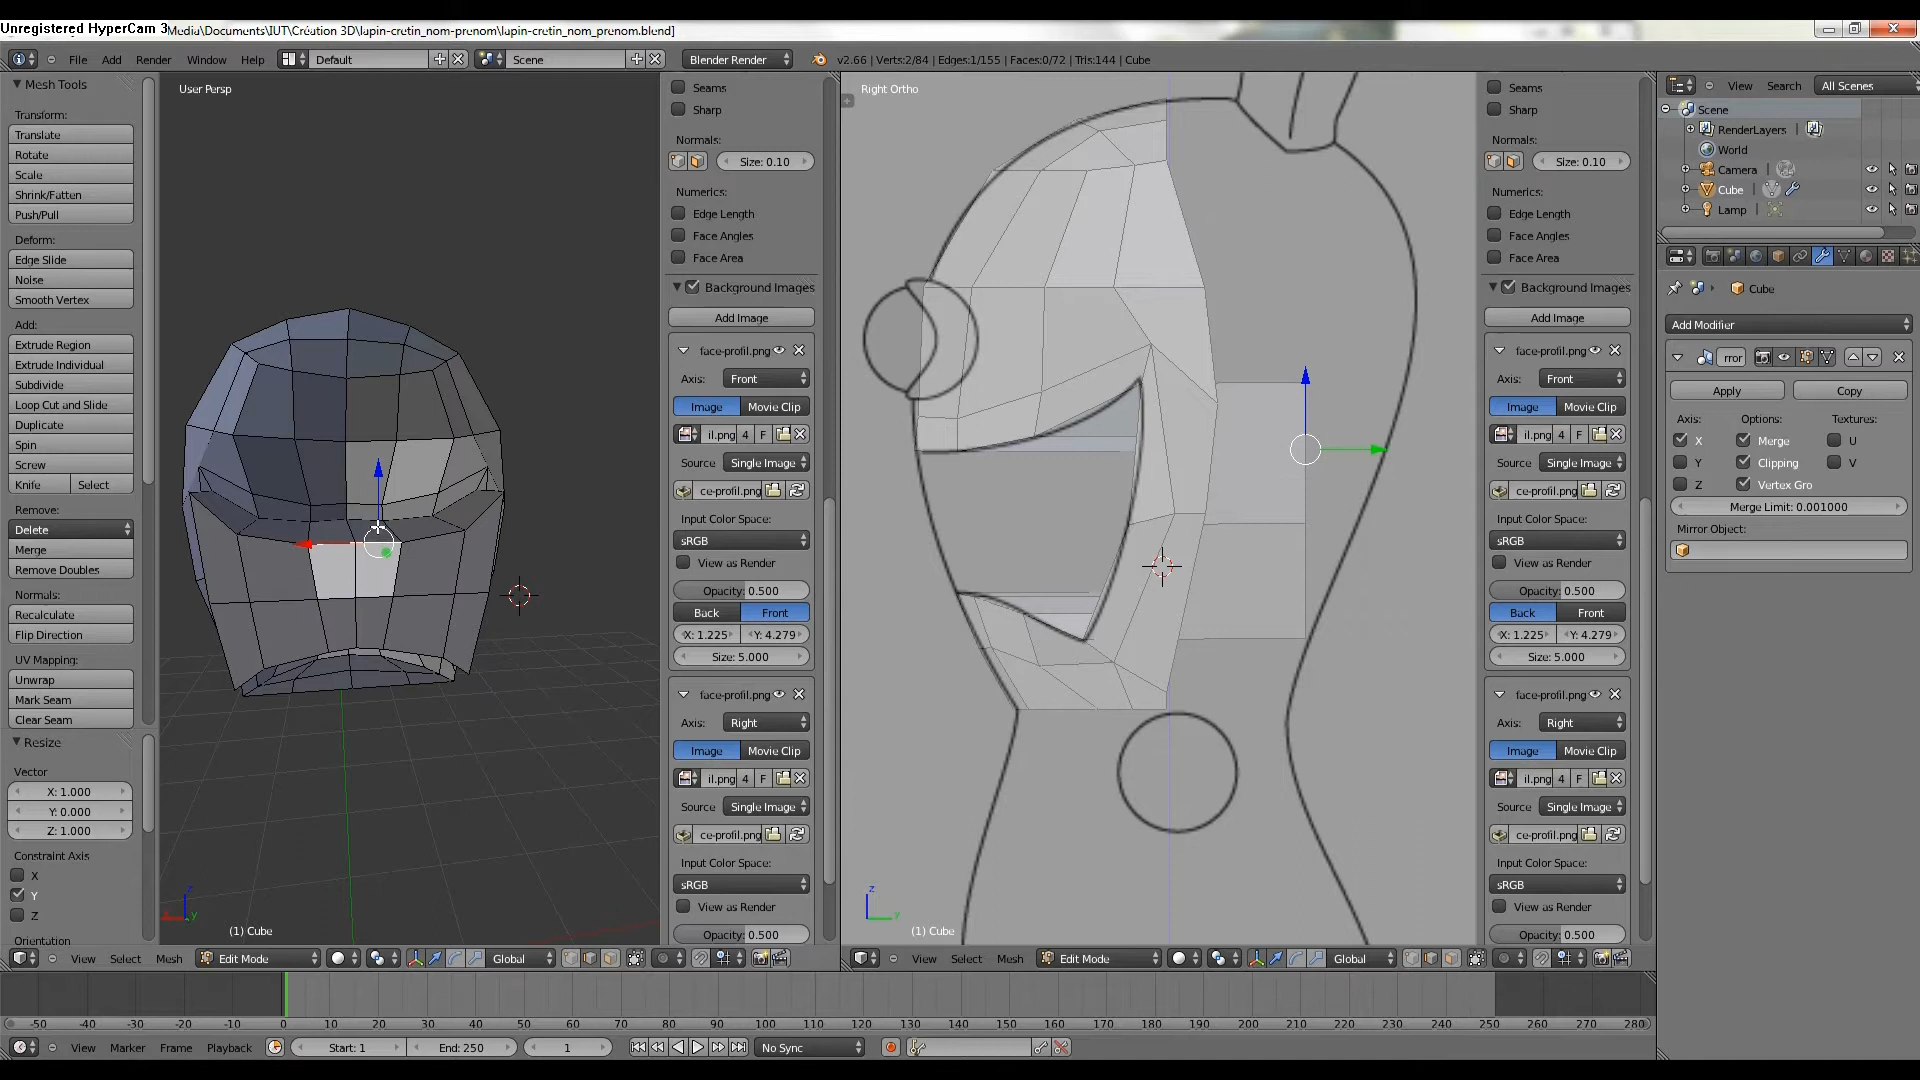 Unregistered HyperCam 3
Media\Documents\IUT\Création 3D\lapin-cretin_nom-prenom\lapin-cretin_nom_prenom.blend]
File Add Render Window Help Default Scene Blender Render v2.66 | Verts:2/84 | Edges:1/155 | Faces:0/72 | Tris:144 | Cube
Mesh Tools
Transform:
Translate
Rotate
Scale
Shrink/Fatten
Push/Pull
Deform:
Edge Slide
Noise
Smooth Vertex
Add:
Extrude Region
Extrude Individual
Subdivide
Loop Cut and Slide
Duplicate
Spin
Screw
Knife Select
Remove:
Delete
Merge
Remove Doubles
Normals:
Recalculate
Flip Direction
UV Mapping:
Unwrap
Mark Seam
Clear Seam
Resize
Vector
X: 1.000
Y: 0.000
Z: 1.000
Constraint Axis
X
Y
Z
Orientation
User Persp
(1) Cube
Seams
Sharp
Normals:
Size: 0.10
Numerics:
Edge Length
Face Angles
Face Area
Background Images
Add Image
face-profil.png
Axis: Front
Image Movie Clip
il.png 4 F
Source Single Image
ce-profil.png
Input Color Space:
sRGB
View as Render
Opacity: 0.500
Back Front
X: 1.225 Y: 4.279
Size: 5.000
face-profil.png
Axis: Right
Image Movie Clip
il.png 4 F
Source Single Image
ce-profil.png
Input Color Space:
sRGB
View as Render
Opacity: 0.500
Right Ortho
z
y
(1) Cube
Seams
Sharp
Normals:
Size: 0.10
Numerics:
Edge Length
Face Angles
Face Area
Background Images
Add Image
face-profil.png
Axis: Front
Image Movie Clip
il.png 4 F
Source Single Image
ce-profil.png
Input Color Space:
sRGB
View as Render
Opacity: 0.500
Back Front
X: 1.225 Y: 4.279
Size: 5.000
face-profil.png
Axis: Right
Image Movie Clip
il.png 4 F
Source Single Image
ce-profil.png
Input Color Space:
sRGB
View as Render
Opacity: 0.500
View Search All Scenes
Scene
RenderLayers
World
Camera
Cube
Lamp
Cube
Add Modifier
rror
Apply Copy
Axis: Options: Textures:
X Merge U
Y Clipping V
Z Vertex Gro
Merge Limit: 0.001000
Mirror Object:
View Select Mesh Edit Mode Global
View Select Mesh Edit Mode Global
-50 -40 -30 -20 -10 0 10 20 30 40 50 60 70 80 90 100 110 120 130 140 150 160 170 180 190 200 210 220 230 240 250 260 270 280
View Marker Frame Playback Start: 1 End: 250 1 No Sync